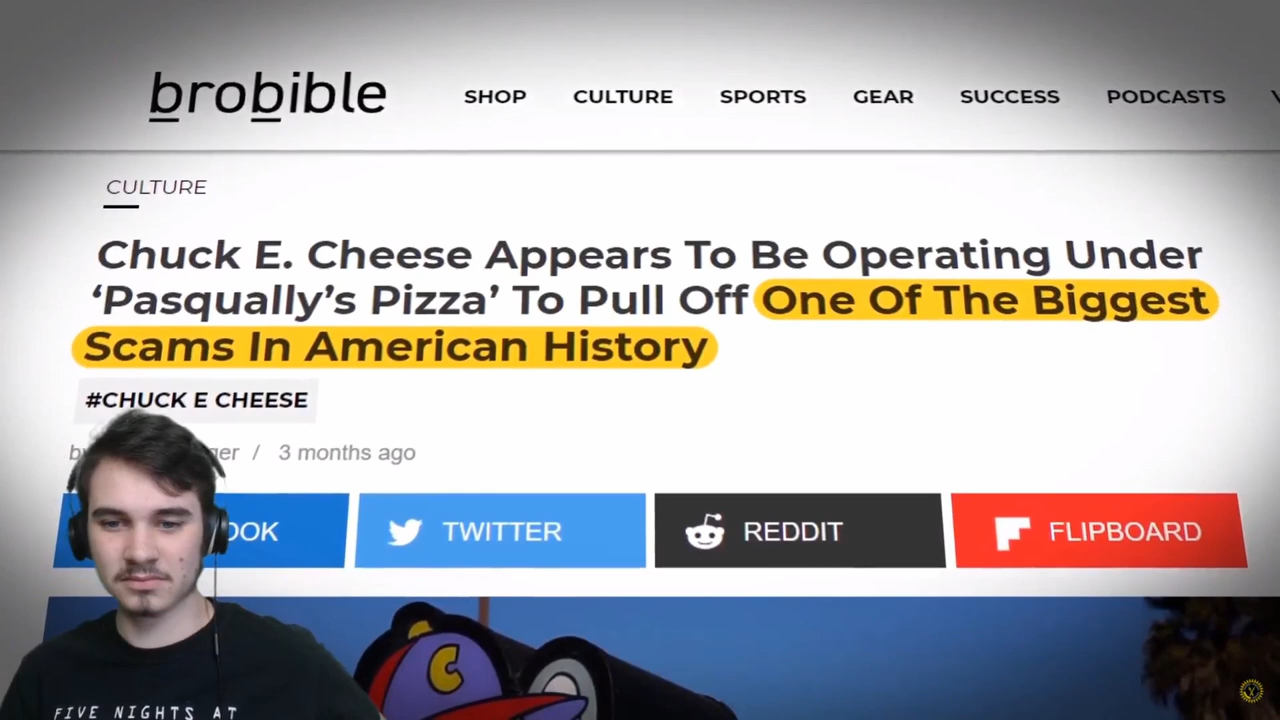 brobible
SHOP CULTURE SPORTS GEAR SUCCESS PODCASTS
CULTURE
Chuck E. Cheese Appears To Be Operating Under
‘Pasqually’s Pizza’ To Pull Off One Of The Biggest
Scams In American History
#CHUCK E CHEESE
/ 3 months ago
TWITTER REDDIT FLIPBOARD
C
FIVE NIGHTS AT